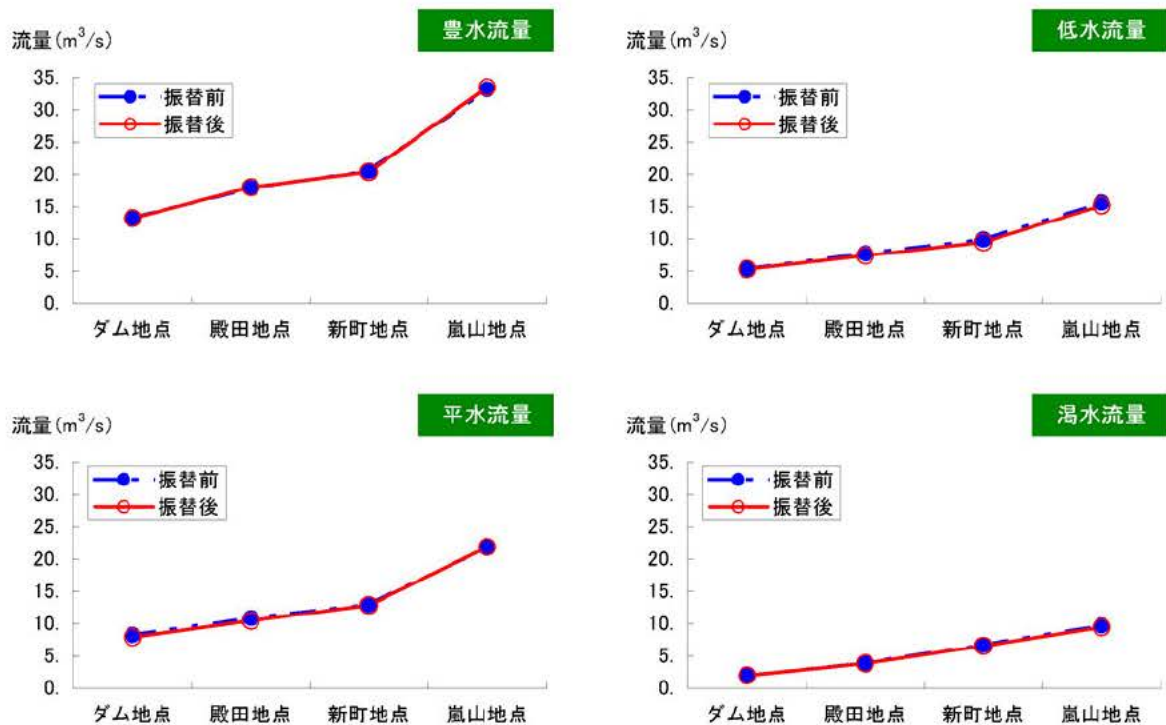 豊水流量
流量(m³/s)
35.
30.
25.
20.
15.
10.
5.
0.
振替前
振替後
ダム地点 殿田地点 新町地点 嵐山地点
低水流量
流量(m³/s)
35.
30.
25.
20.
15.
10.
5.
0.
振替前
振替後
ダム地点 殿田地点 新町地点 嵐山地点
平水流量
流量(m³/s)
35.
30.
25.
20.
15.
10.
5.
0.
振替前
振替後
ダム地点 殿田地点 新町地点 嵐山地点
渇水流量
流量(m³/s)
35.
30.
25.
20.
15.
10.
5.
0.
振替前
振替後
ダム地点 殿田地点 新町地点 嵐山地点